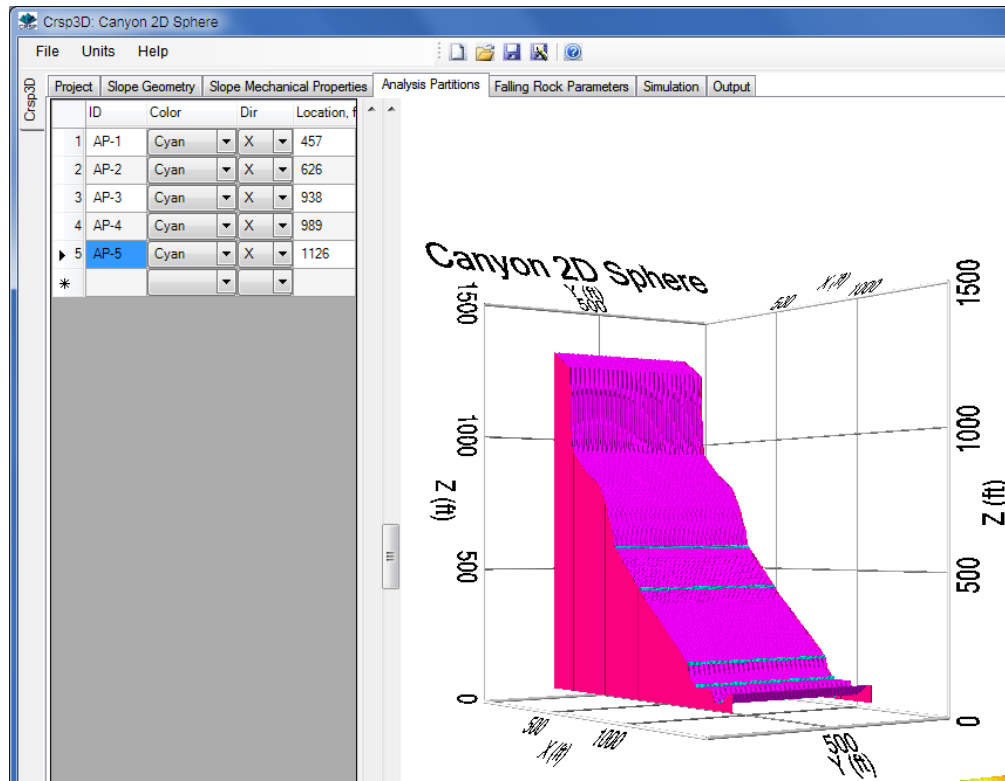 Crsp3D: Canyon 2D Sphere
File Units Help
Crsp3D
Project Slope Geometry Slope Mechanical Properties Analysis Partitions Falling Rock Parameters Simulation Output
ID Color Dir Location, f
1 AP-1 Cyan X 457
2 AP-2 Cyan X 626
3 AP-3 Cyan X 938
4 AP-4 Cyan X 989
5 AP-5 Cyan X 1126
Canyon 2D Sphere
Y (ft)
500
X (ft)
500
1000
1500
1000
500
0
Z (ft)
1500
1000
500
0
Z (ft)
500
1000
X (ft)
500
Y (ft)